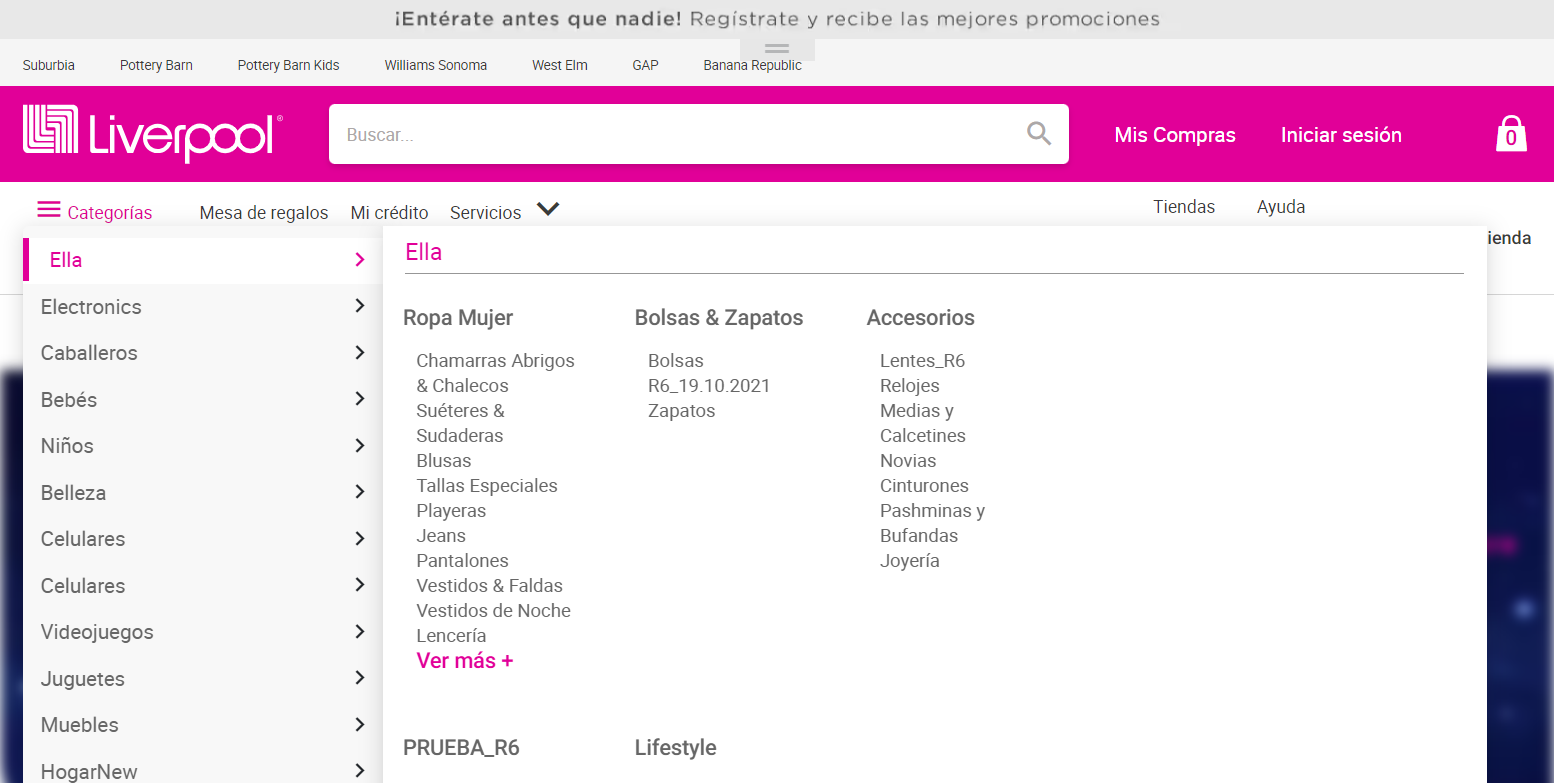 ¡Entérate antes que nadie! Regístrate y recibe las mejores promociones
Suburbia Pottery Barn Pottery Barn Kids Williams Sonoma West Elm GAP Banana Republic
Liverpool®
Buscar...
Mis Compras
Iniciar sesión
0
Categorías Mesa de regalos Mi crédito Servicios
Tiendas Ayuda
Ella
Electronics
Caballeros
Bebés
Niños
Belleza
Celulares
Celulares
Videojuegos
Juguetes
Muebles
HogarNew
Ella
Ropa Mujer
Chamarras Abrigos
& Chalecos
Suéteres &
Sudaderas
Blusas
Tallas Especiales
Playeras
Jeans
Pantalones
Vestidos & Faldas
Vestidos de Noche
Lencería
Ver más +
Bolsas & Zapatos
Bolsas
R6_19.10.2021
Zapatos
Accesorios
Lentes_R6
Relojes
Medias y
Calcetines
Novias
Cinturones
Pashminas y
Bufandas
Joyería
PRUEBA_R6
Lifestyle
ienda